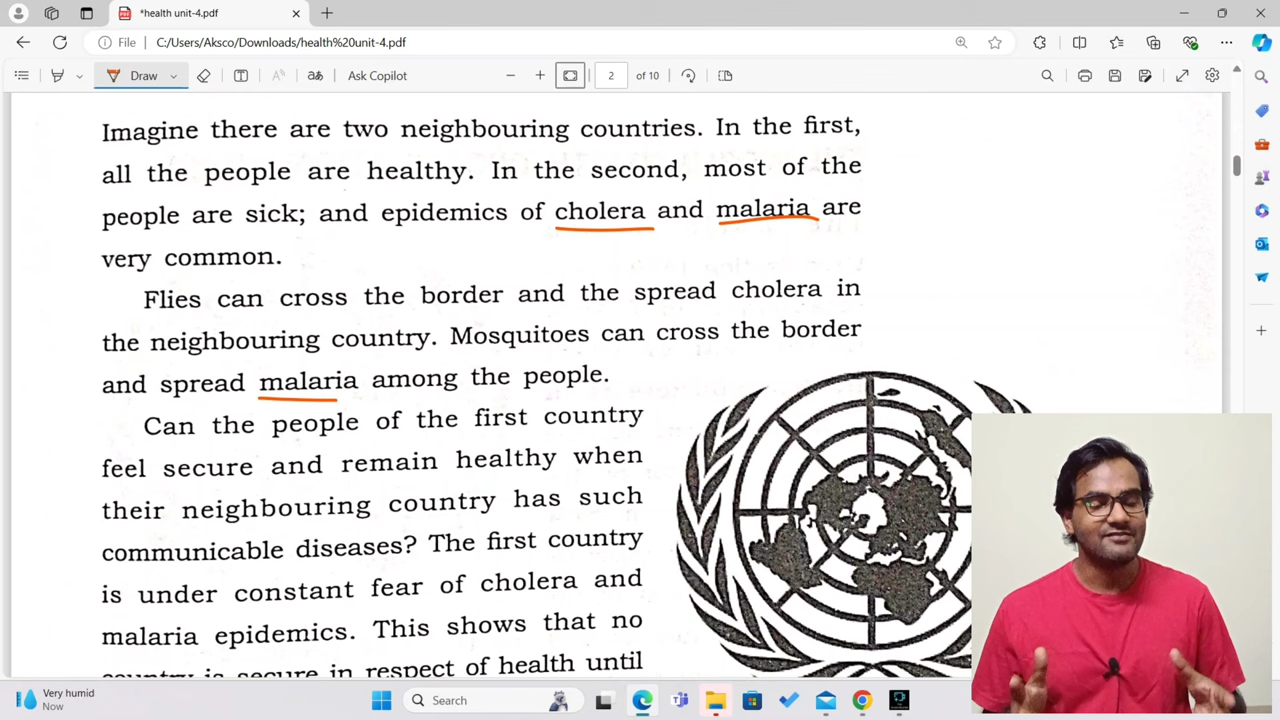 *health unit-4.pdf
File C:/Users/Aksco/Downloads/health%20unit-4.pdf
Draw aあ Ask Copilot 2 of 10
Imagine there are two neighbouring countries. In the first,
all the people are healthy. In the second, most of the
people are sick; and epidemics of cholera and malaria are
very common.
Flies can cross the border and the spread cholera in
the neighbouring country. Mosquitoes can cross the border
and spread malaria among the people.
Can the people of the first country
feel secure and remain healthy when
their neighbouring country has such
communicable diseases? The first country
is under constant fear of cholera and
malaria epidemics. This shows that no
country is secure in respect of health until
Very humid
Now
Search